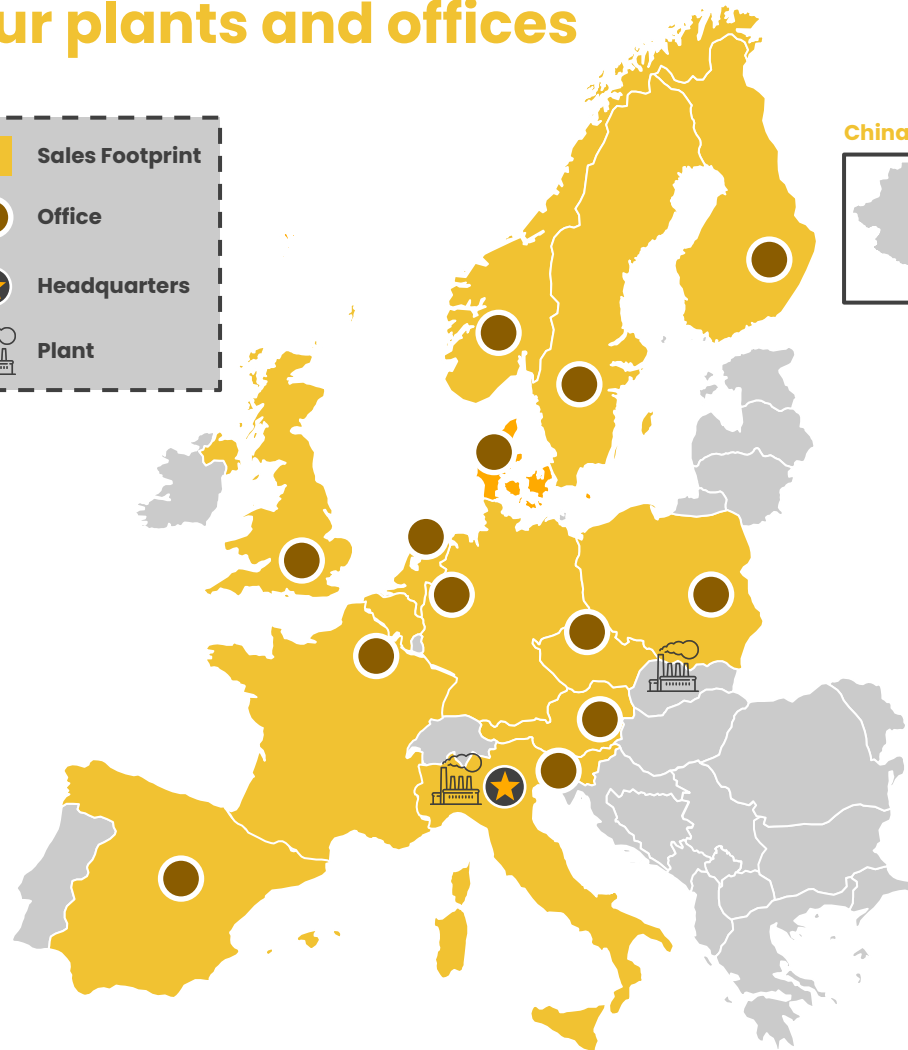 ur plants and offices
China
Sales Footprint
Office
Headquarters
Plant